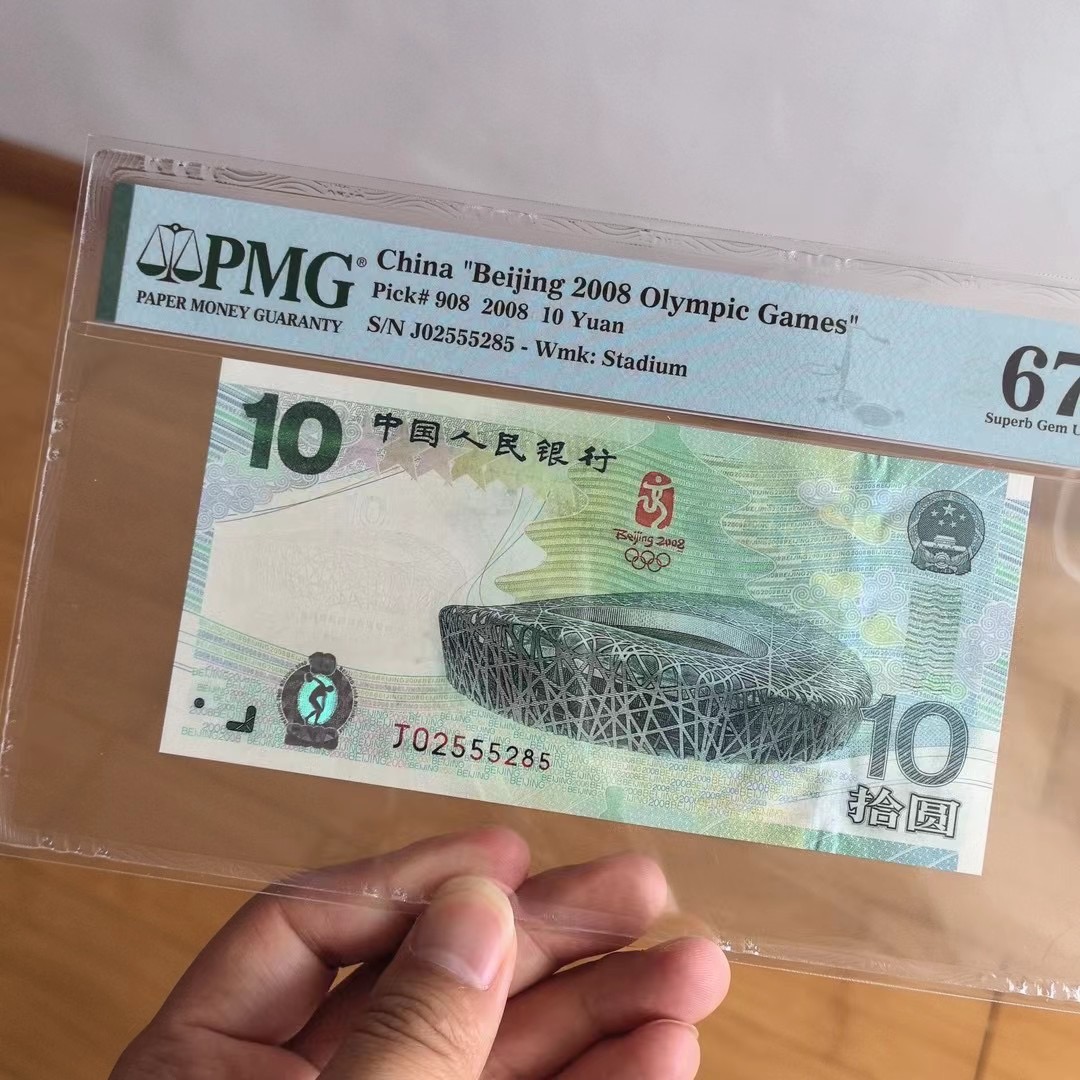 PMG®
PAPER MONEY GUARANTY
China "Beijing 2008 Olympic Games"
Pick# 908 2008 10 Yuan
S/N J02555285 - Wmk: Stadium
67
Superb Gem U
10
中国人民银行
Beijing 2008
J02555285
10
拾圆